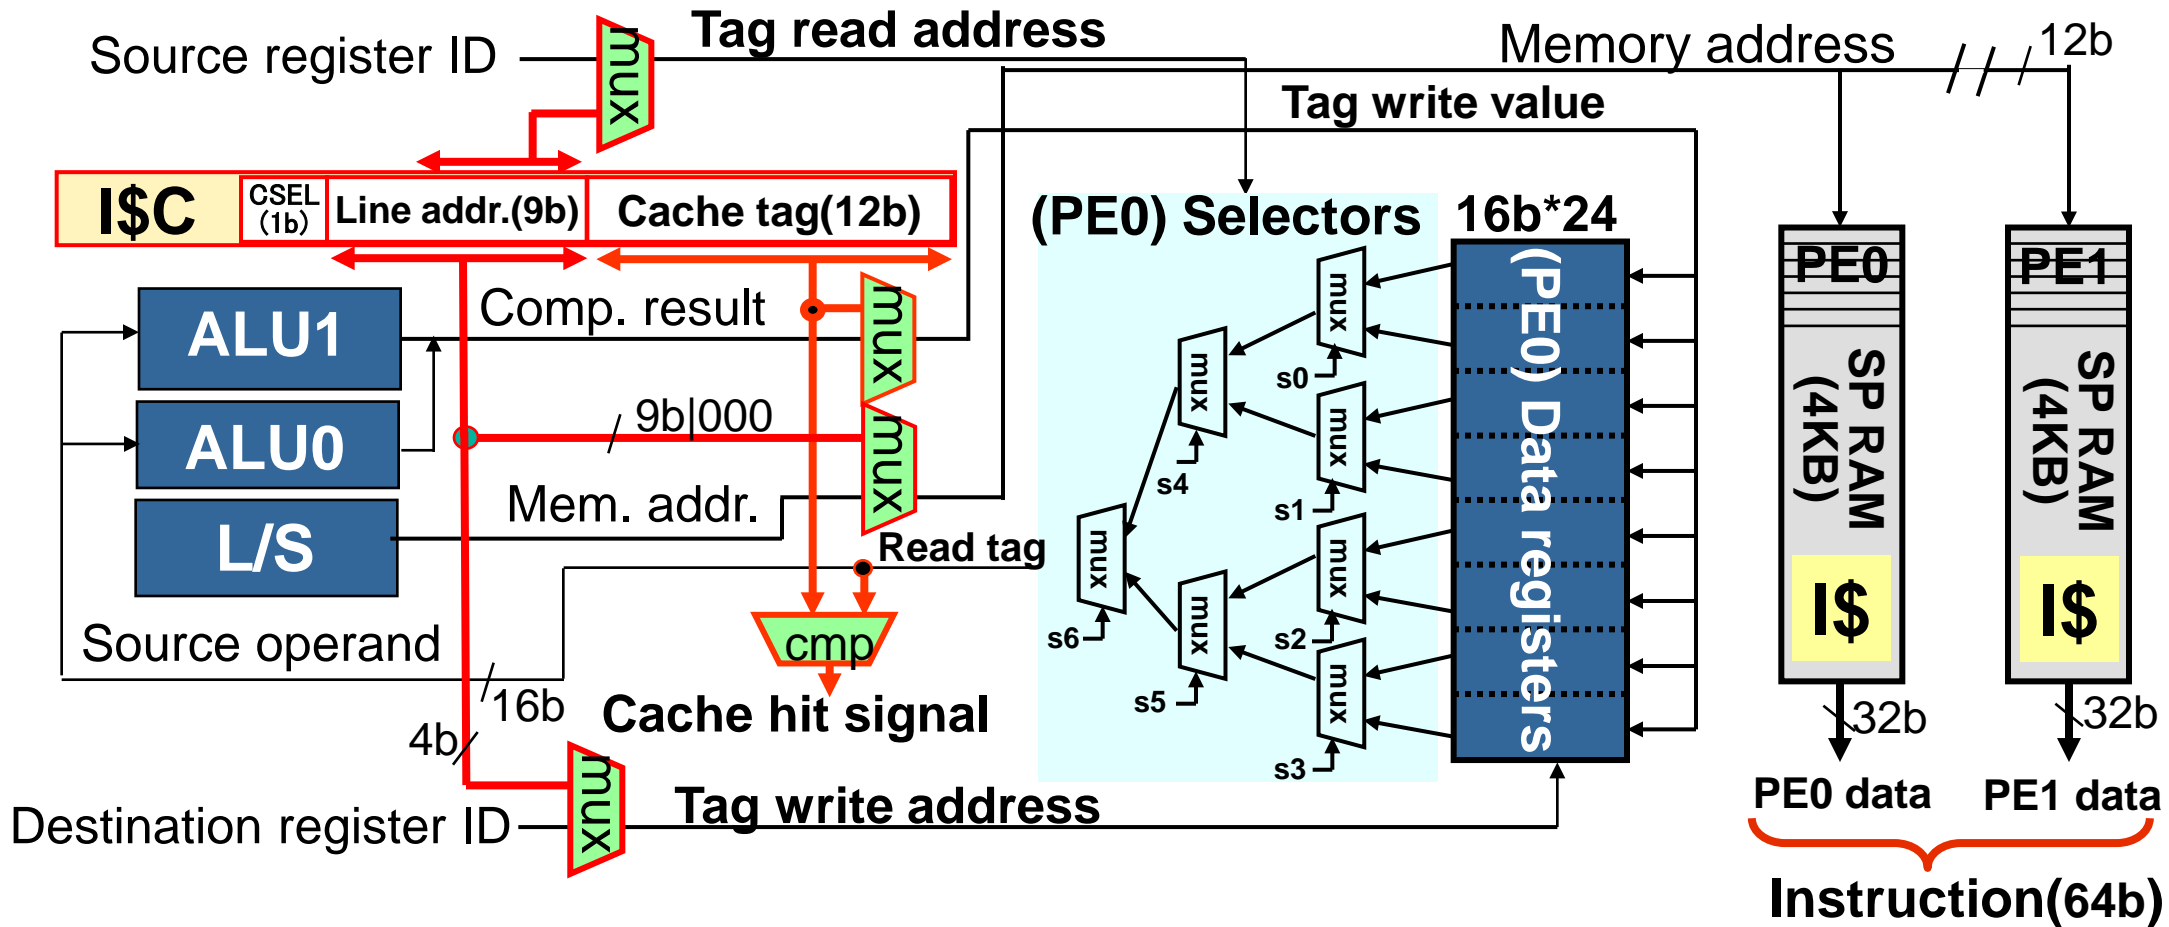 Source register ID
mux
Tag read address
Memory address
12b
Tag write value
I$C
CSEL
(1b)
Line addr.(9b)
Cache tag(12b)
(PE0) Selectors
16b*24
ALU1
Comp. result
mux
ALU0
9b|000
mux
L/S
Mem. addr.
Read tag
Source operand
cmp
Cache hit signal
16b
4b
mux
Destination register ID
Tag write address
mux
s0
mux
s1
mux
s2
mux
s3
mux
s4
mux
s5
mux
s6
(PE0) Data registers
PE0
SP RAM
(4KB)
I$
32b
PE0 data
PE1
SP RAM
(4KB)
I$
32b
PE1 data
Instruction(64b)